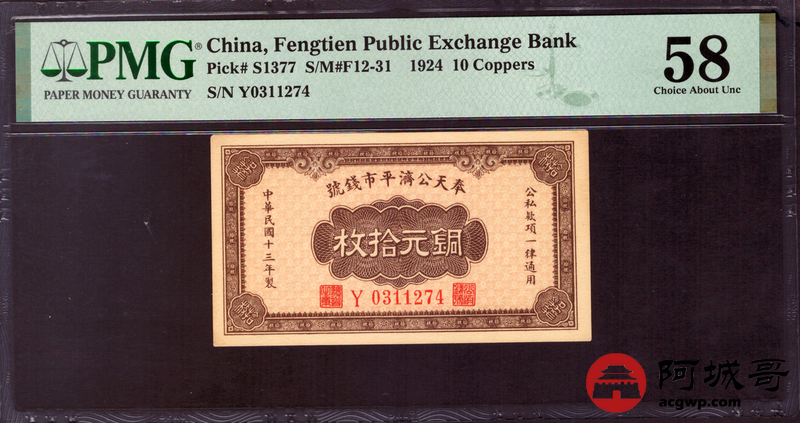 PMG® China, Fengtien Public Exchange Bank
Pick# S1377 S/M#F12-31 1924 10 Coppers
PAPER MONEY GUARANTY
S/N Y0311274
58
Choice About Unc
號錢市平濟公天奉
枚拾元銅
中華民國十三年製
公私款項一律通用
Y 0311274
阿城哥
acgwp.com